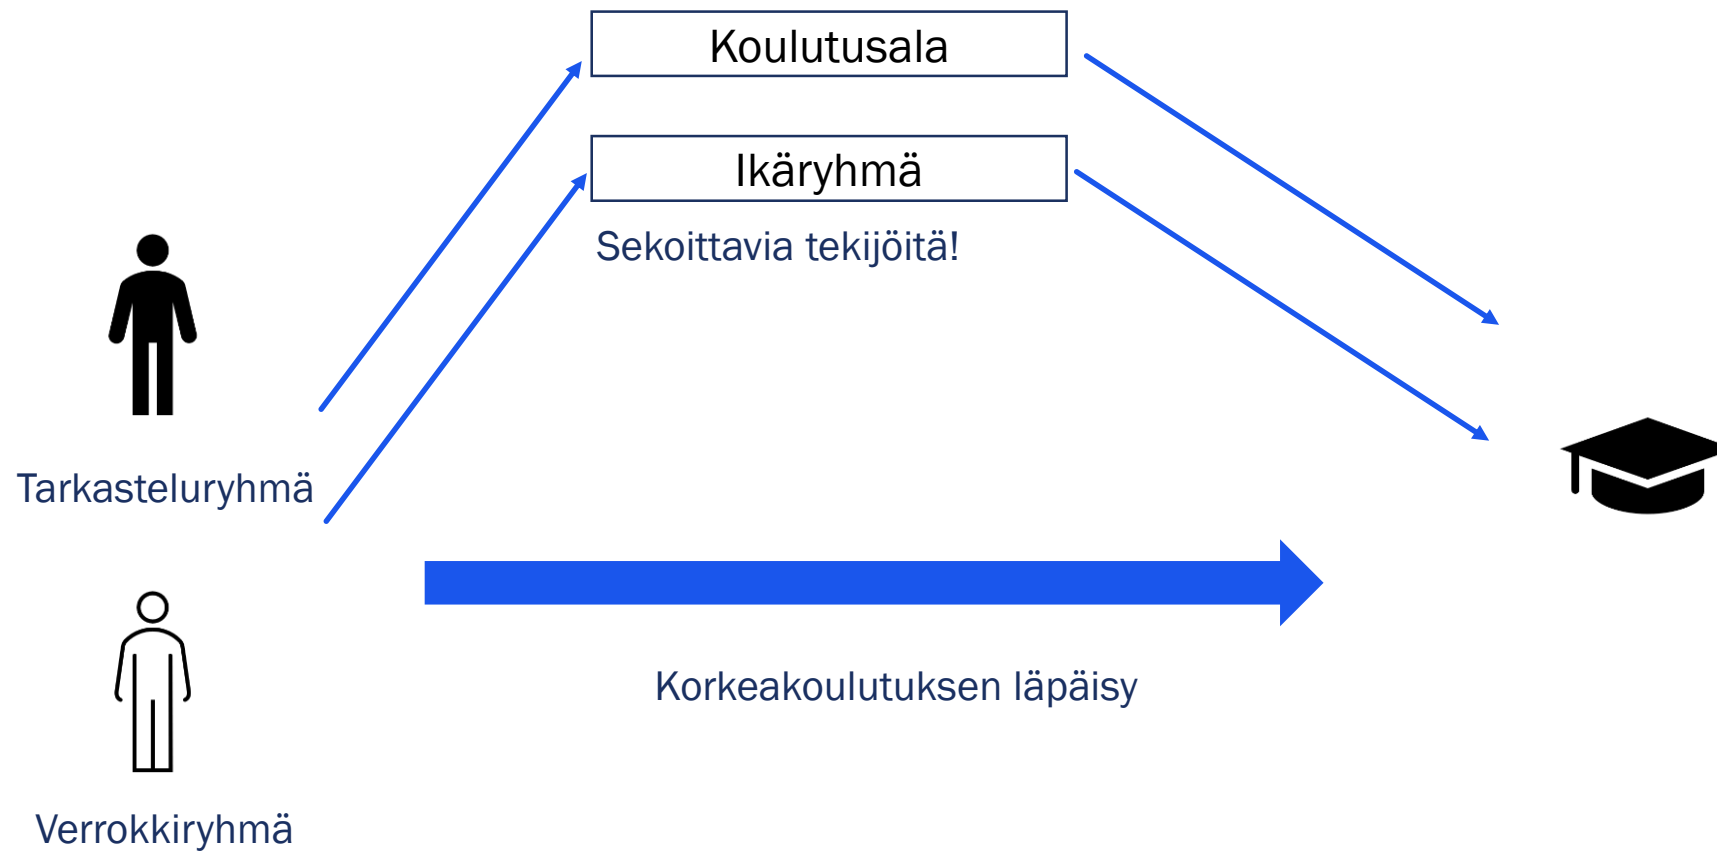 Koulutusala
Ikäryhmä
Sekoittavia tekijöitä!
Tarkasteluryhmä
Korkeakoulutuksen läpäisy
Verrokkiryhmä